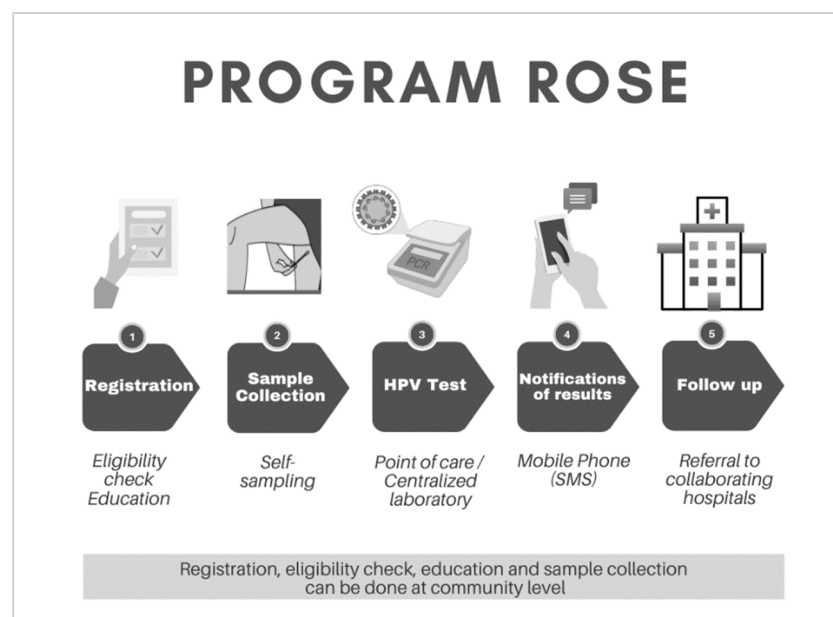 PROGRAM ROSE
PCR
1
Registration
Eligibility
check
Education
2
Sample
Collection
Self-
sampling
3
HPV Test
Point of care /
Centralized
laboratory
4
Notifications
of results
Mobile Phone
(SMS)
5
Follow up
Referral to
collaborating
hospitals
Registration, eligibility check, education and sample collection
can be done at community level